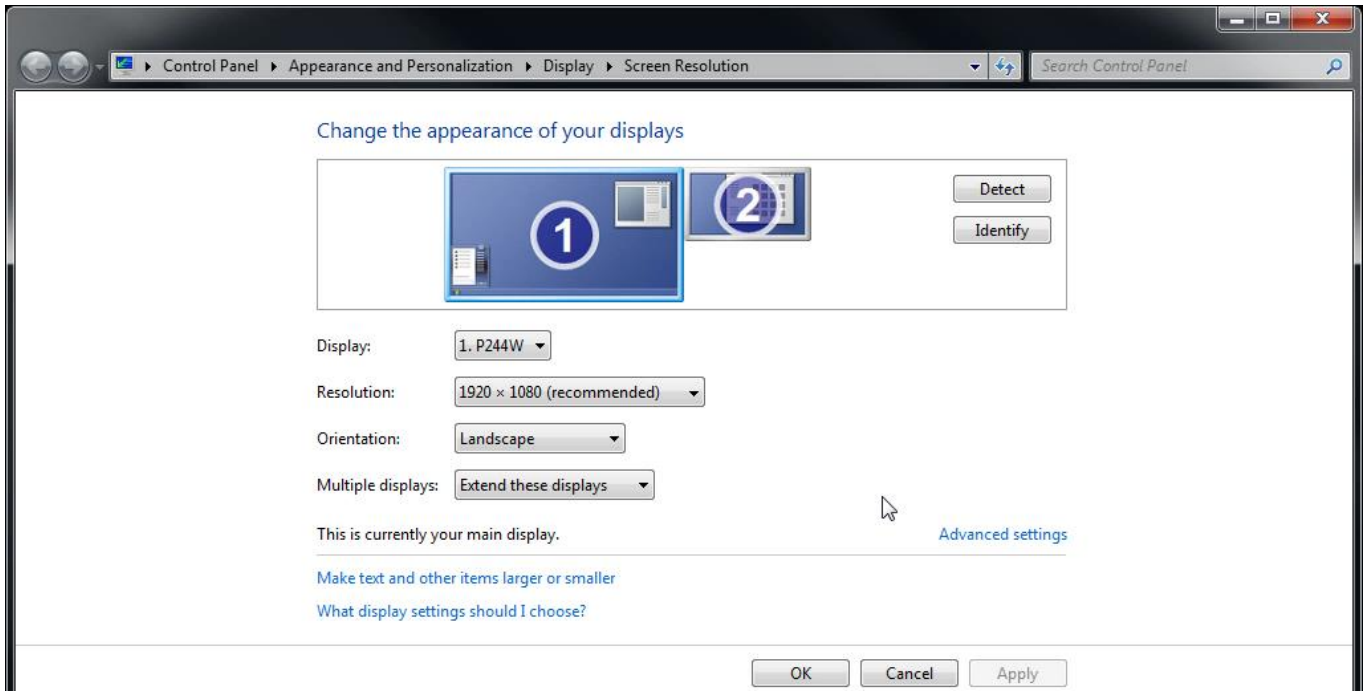 Control Panel Appearance and Personalization Display Screen Resolution Search Control Panel
Change the appearance of your displays
1 2
Detect
Identify
Display: 1. P244W
Resolution: 1920 × 1080 (recommended)
Orientation: Landscape
Multiple displays: Extend these displays
This is currently your main display. Advanced settings
Make text and other items larger or smaller
What display settings should I choose?
OK Cancel Apply